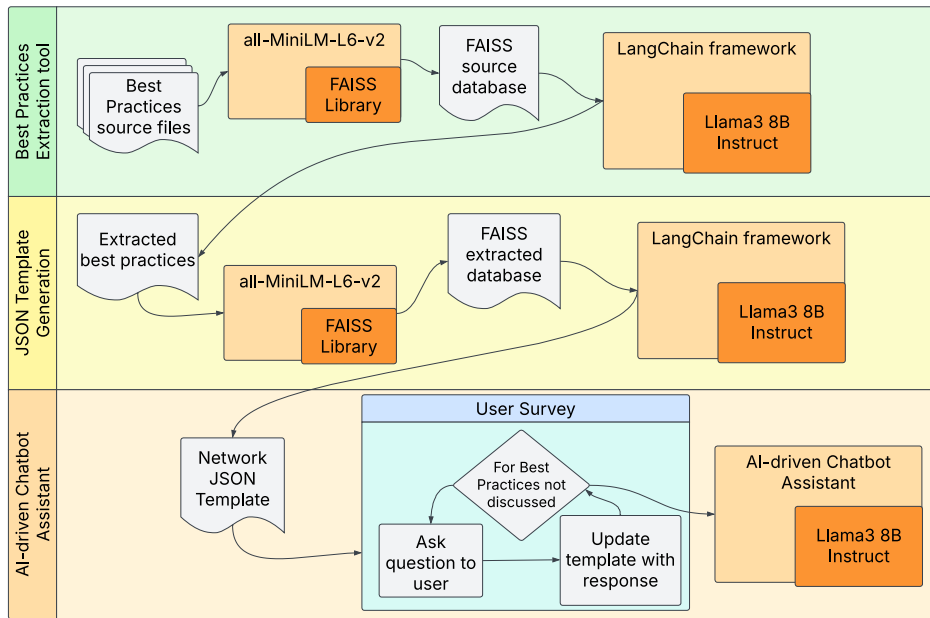 Best Practices
Extraction tool
Best
Practices
source files
all-MiniLM-L6-v2
FAISS
Library
FAISS
source
database
LangChain framework
Llama3 8B
Instruct
JSON Template
Generation
Extracted
best practices
all-MiniLM-L6-v2
FAISS
Library
FAISS
extracted
database
LangChain framework
Llama3 8B
Instruct
AI-driven Chatbot
Assistant
Network
JSON
Template
User Survey
For Best
Practices not
discussed
Ask
question to
user
Update
template with
response
AI-driven Chatbot
Assistant
Llama3 8B
Instruct